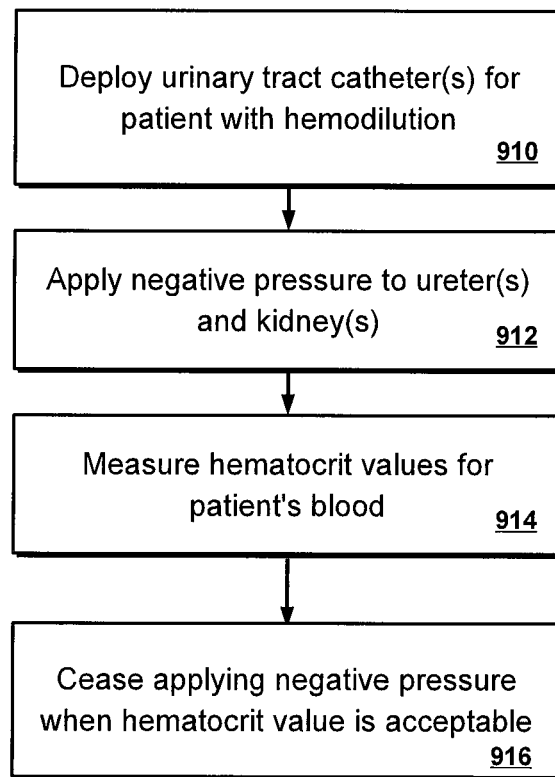 Deploy urinary tract catheter(s) for
patient with hemodilution
910
Apply negative pressure to ureter(s)
and kidney(s)
912
Measure hematocrit values for
patient's blood
914
Cease applying negative pressure
when hematocrit value is acceptable
916